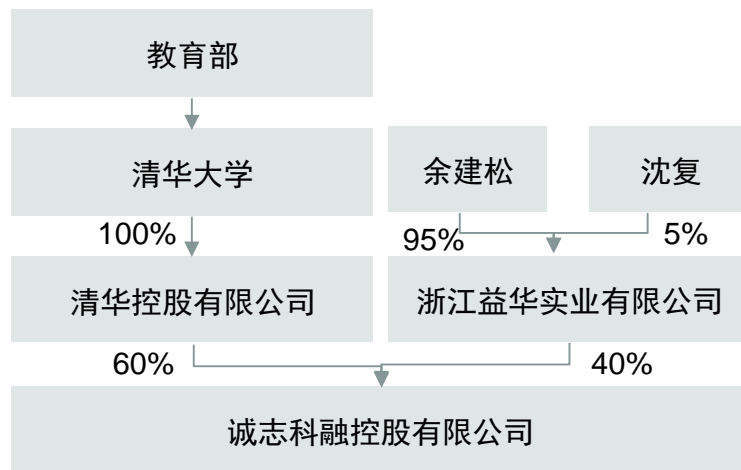 教育部
清华大学
余建松
沈复
100%
95%
5%
清华控股有限公司
浙江益华实业有限公司
60%
40%
诚志科融控股有限公司